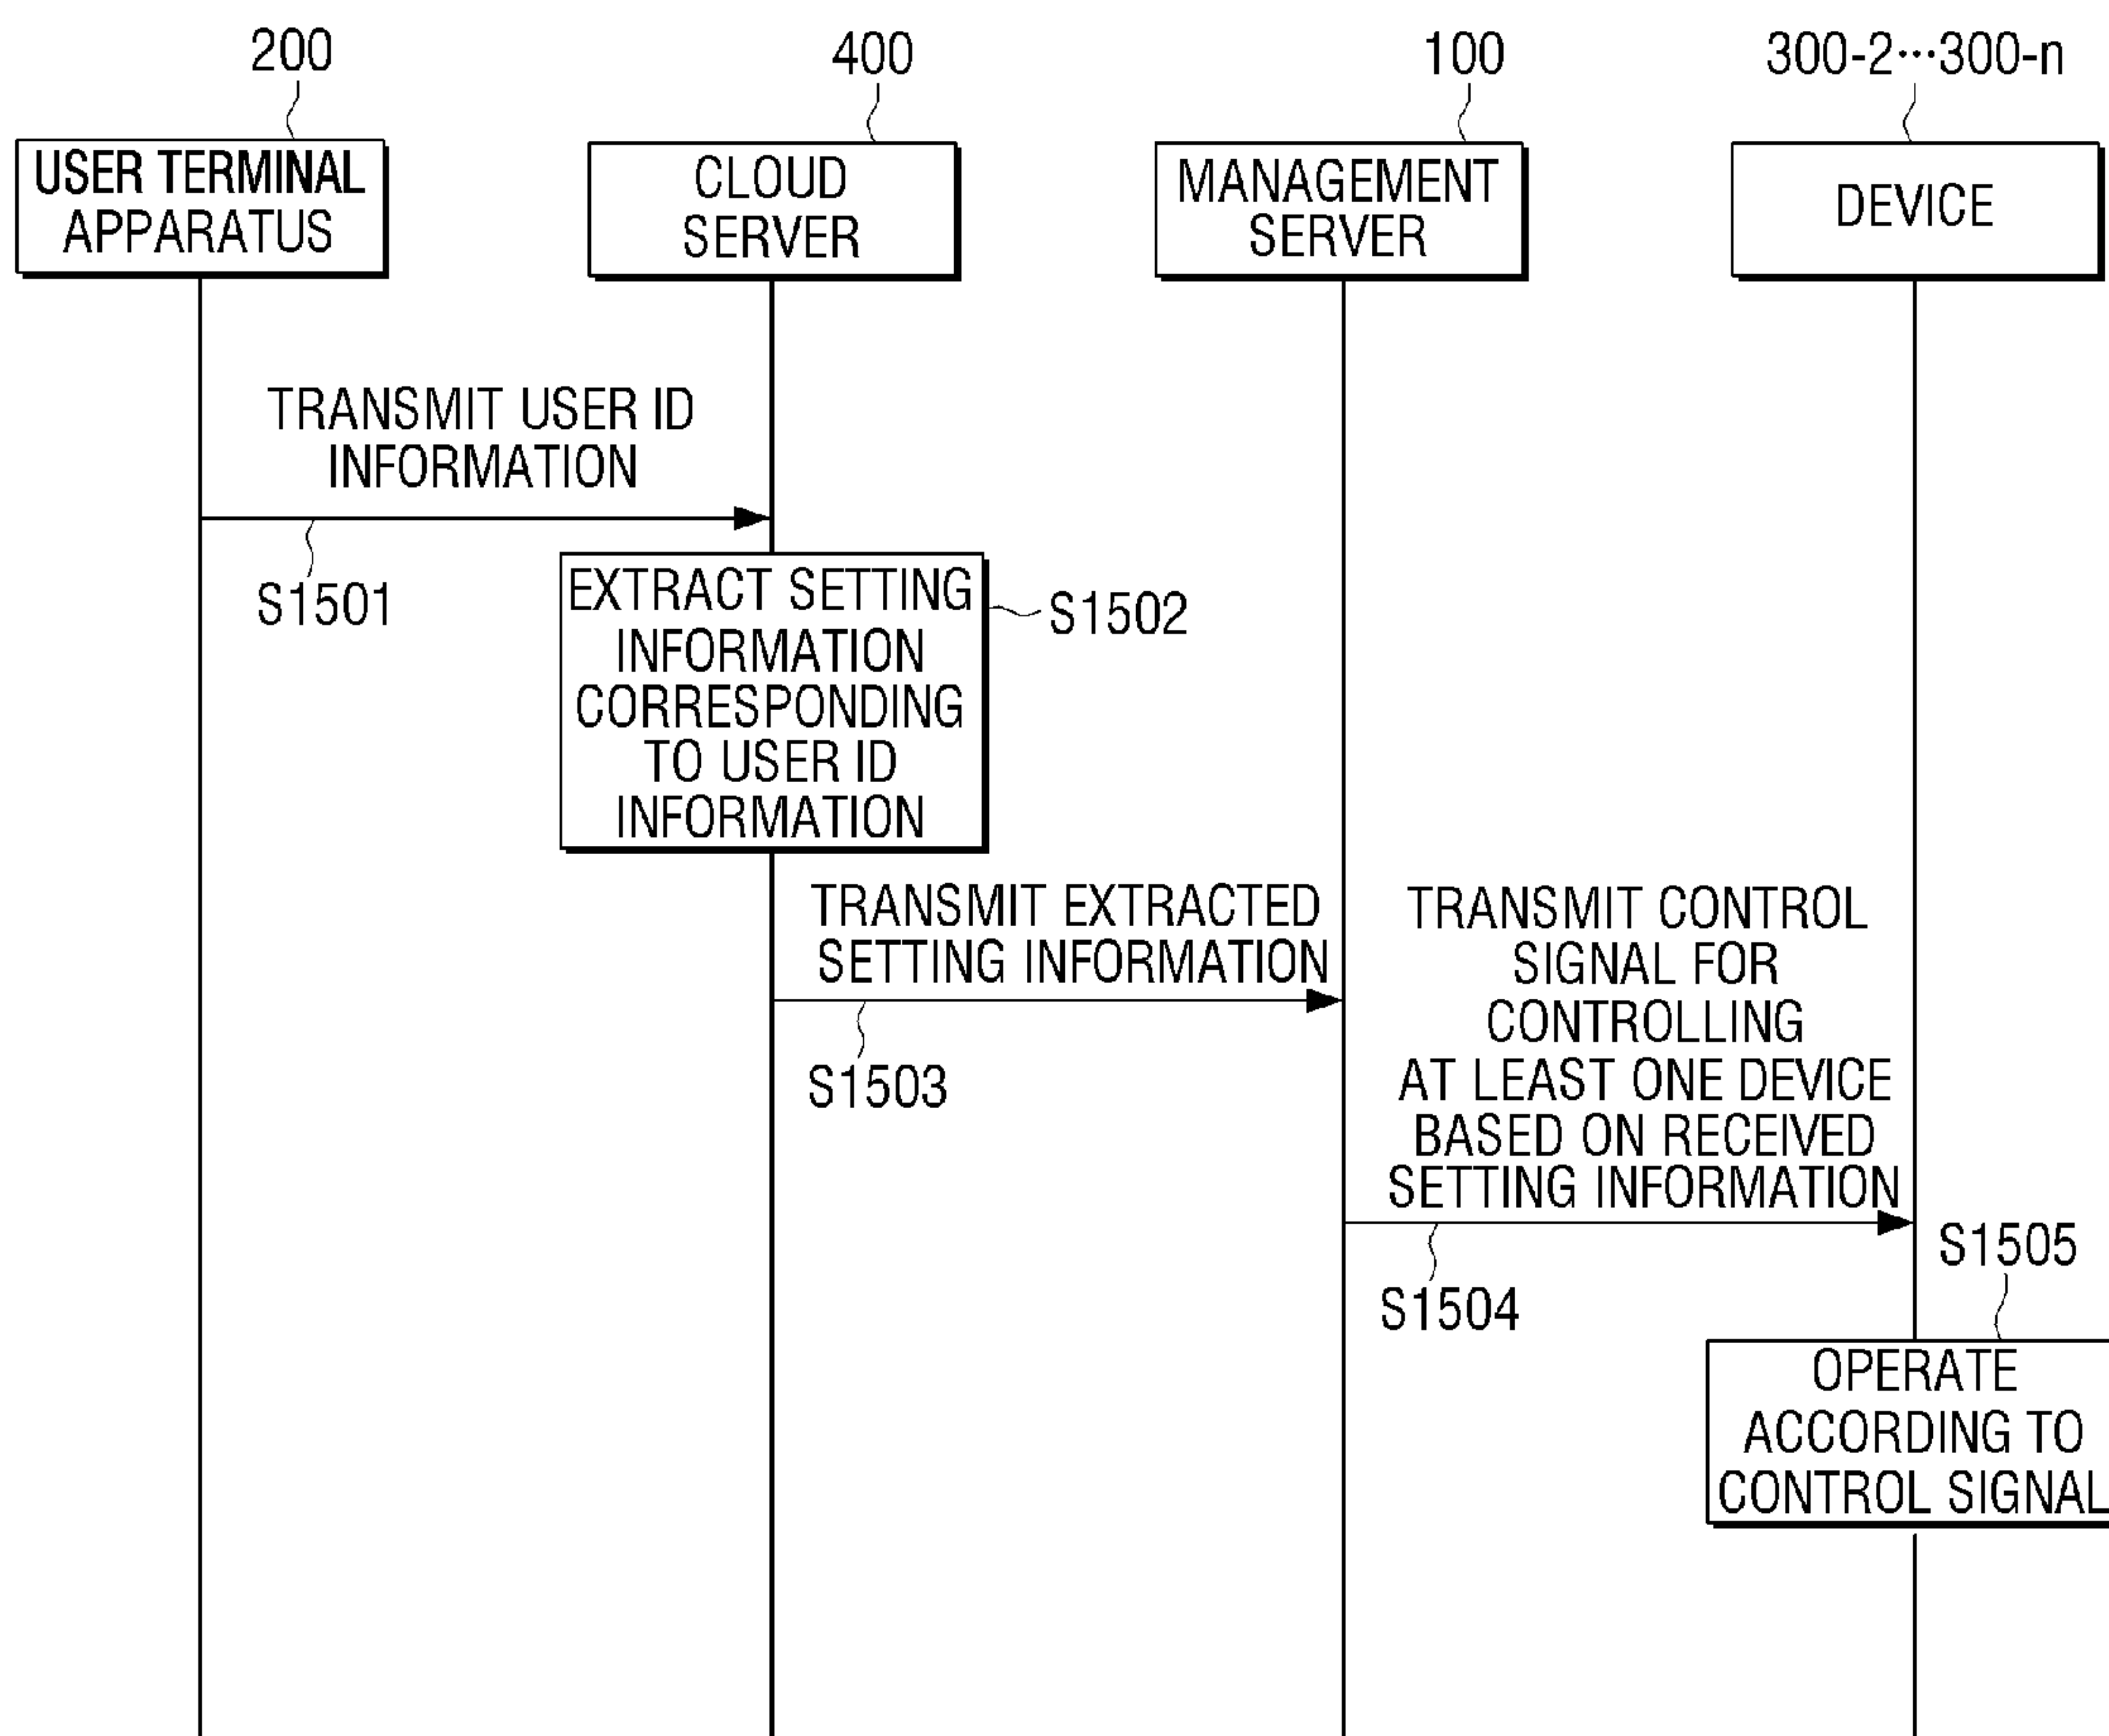 200
400
100
300-2···300-n
USER TERMINAL
APPARATUS
CLOUD
SERVER
MANAGEMENT
SERVER
DEVICE
TRANSMIT USER ID
INFORMATION
S1501
EXTRACT SETTING
INFORMATION
CORRESPONDING
TO USER ID
INFORMATION
S1502
TRANSMIT EXTRACTED
SETTING INFORMATION
S1503
TRANSMIT CONTROL
SIGNAL FOR
CONTROLLING
AT LEAST ONE DEVICE
BASED ON RECEIVED
SETTING INFORMATION
S1504
S1505
OPERATE
ACCORDING TO
CONTROL SIGNAL